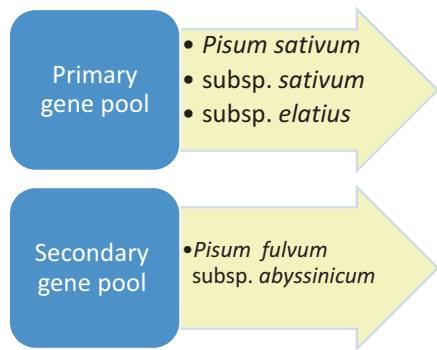 Primary
gene pool
• Pisum sativum
• subsp. sativum
• subsp. elatius
Secondary
gene pool
•Pisum fulvum
subsp. abyssinicum